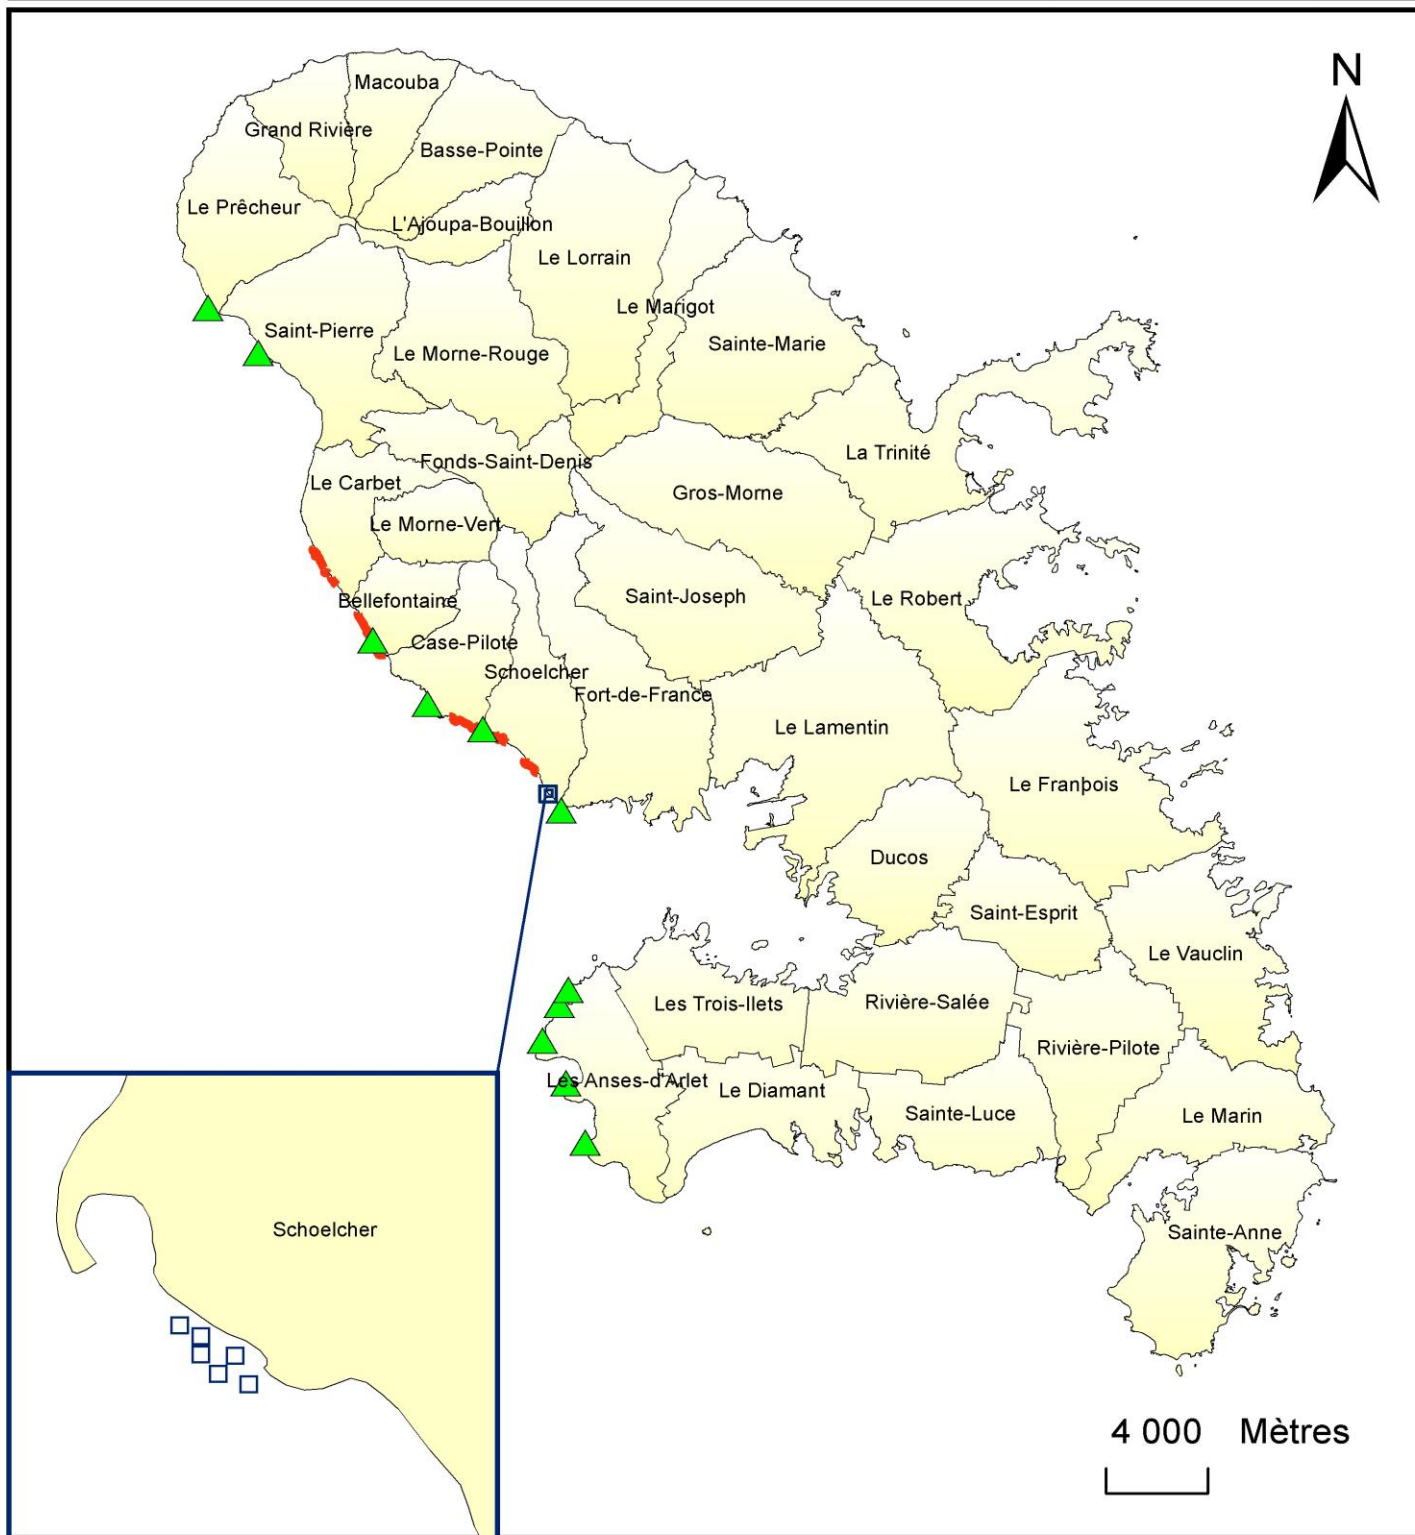 N
Macouba
Grand Rivière
Basse-Pointe
Le Prêcheur
L'Ajoupa-Bouillon
Le Lorrain
Le Marigot
Saint-Pierre
Sainte-Marie
Le Morne-Rouge
La Trinité
Fonds-Saint-Denis
Le Carbet
Gros-Morne
Le Morne-Vert
Saint-Joseph
Le Robert
Bellefontaine
Case-Pilote
Schoelcher
Fort-de-France
Le Lamentin
Le Franþois
Ducos
Saint-Esprit
Le Vauclin
Les Trois-Ilets
Rivière-Salée
Rivière-Pilote
Les Anses-d'Arlet
Le Diamant
Sainte-Luce
Le Marin
Schoelcher
Sainte-Anne
4 000 Mètres